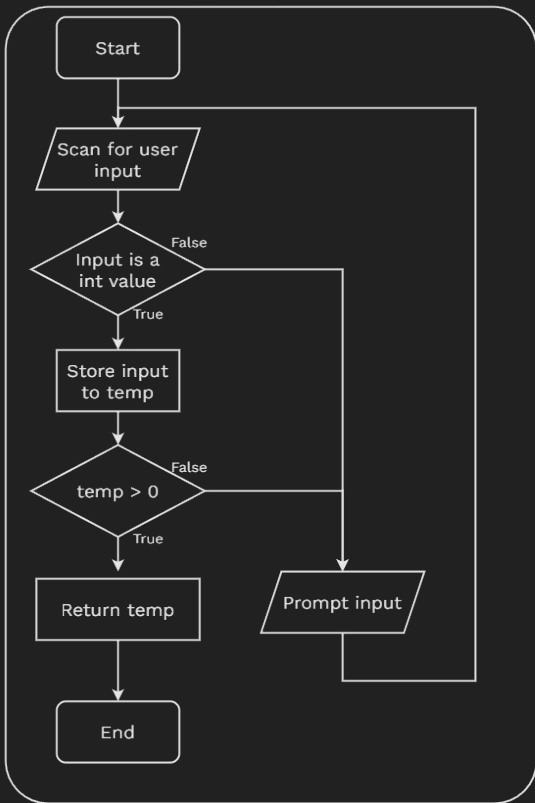 Start
Scan for user
input
False
Input is a
int value
True
Store input
to temp
False
temp > 0
True
Return temp
Prompt input
End